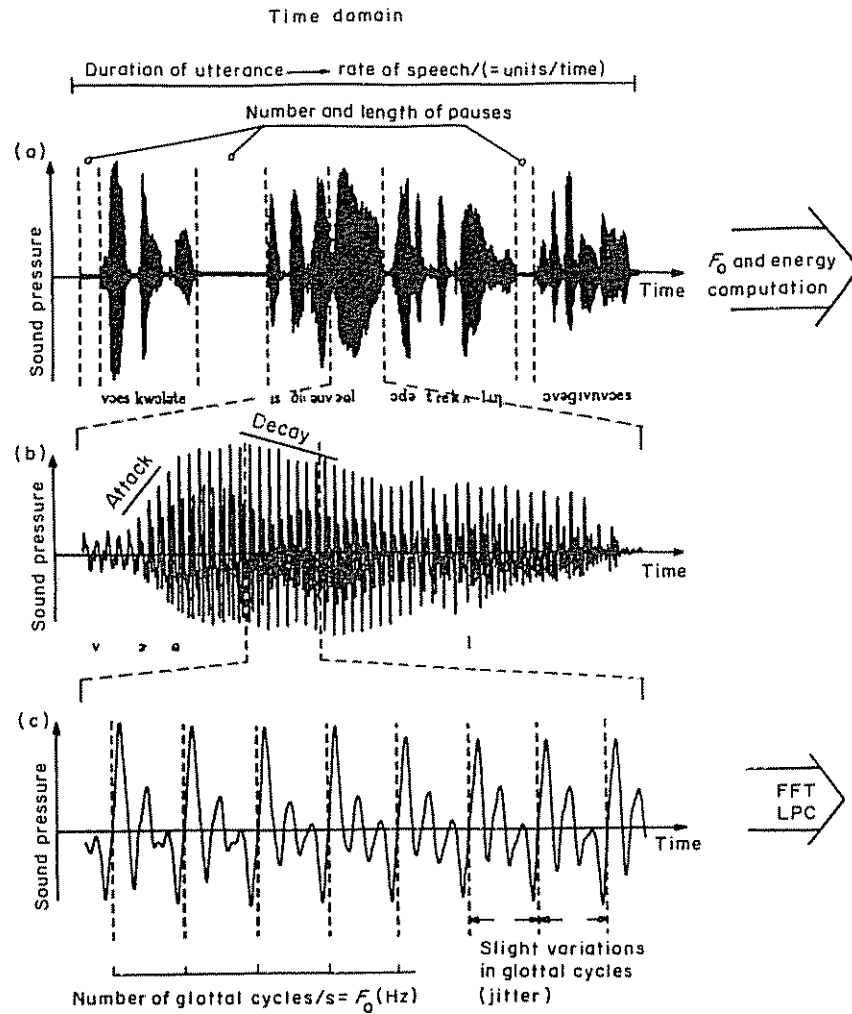 Time domain
Duration of utterance → rate of speech/(=units/time)
Number and length of pauses
(a)
Sound pressure
Time
F₀ and energy
computation
vɔes kwɔlate
(b)
Sound pressure
Attack
Decay
Time
v ɔ e l
(c)
Sound pressure
Time
FFT
LPC
Slight variations
in glottal cycles
(jitter)
Number of glottal cycles/s= F₀(Hz)